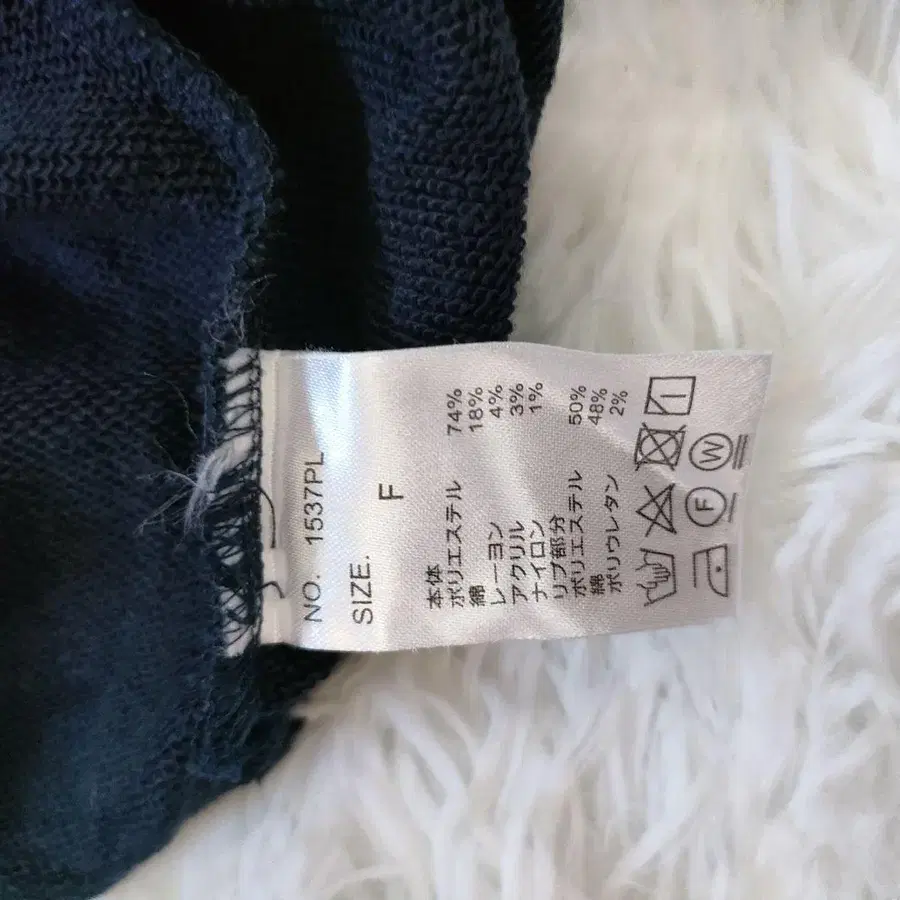 NO. 1537PL
SIZE.
F
本体
ポリエステル 74%
綿 18%
レーヨン 4%
アクリル 3%
ナイロン 1%
リブ部分
ポリエステル 50%
綿 48%
ポリウレタン 2%
F W